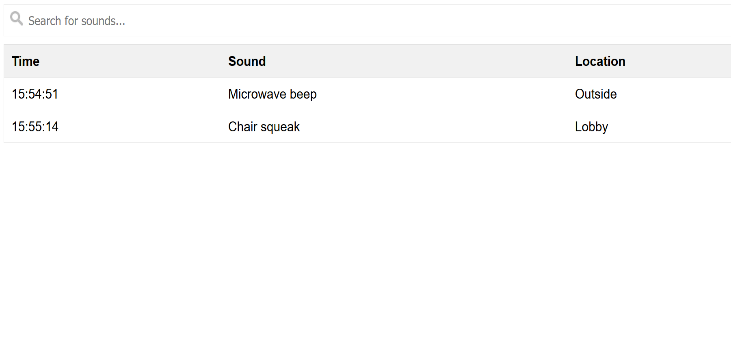 Search for sounds...
Time Sound Location
15:54:51 Microwave beep Outside
15:55:14 Chair squeak Lobby